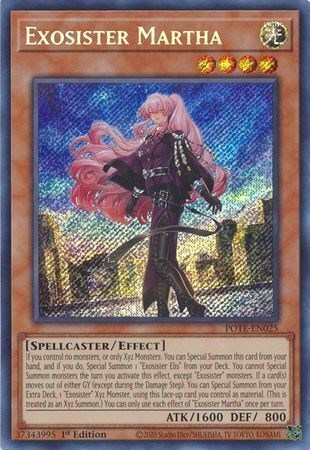 Exosister Martha
POTE-EN025
[Spellcaster/Effect]
If you control no monsters, or only Xyz Monsters: You can Special Summon this card from your
hand, and if you do, Special Summon 1 "Exosister Elis" from your Deck. You cannot Special
Summon monsters the turn you activate this effect, except "Exosister" monsters. If a card(s)
moves out of either GY (except during the Damage Step): You can Special Summon from your
Extra Deck, 1 "Exosister" Xyz Monster, using this face-up card you control as material. (This
is treated as an Xyz Summon.) You can only use each effect of "Exosister Martha" once per turn.
ATK/1600 DEF/ 800
37343995 1st Edition ©2020 Studio Dice/SHUEISHA, TV TOKYO, KONAMI